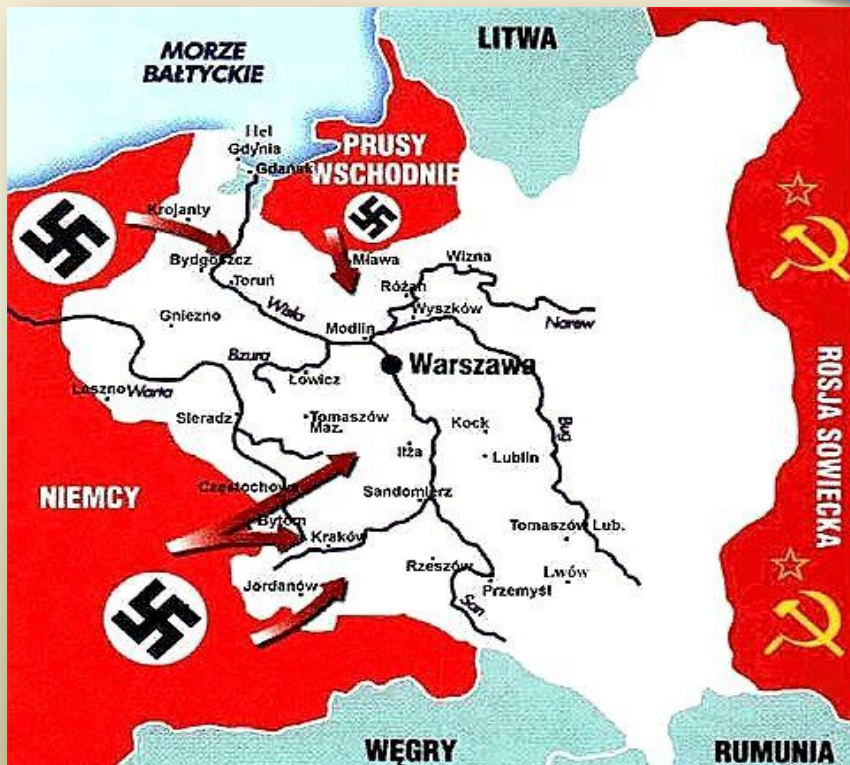 MORZE
BAŁTYCKIE
LITWA
Hel
Gdynia
Gdańsk
PRUSY
WSCHODNIE
Krojanty
Bydgoszcz
Toruń
Mława
Wizna
Różan
Wyszków
Narew
Gniezno
Wisła
Modlin
Bzura
Warszawa
Łowicz
Leszno
Warta
Sieradz
Tomaszów
Maz.
Kock
Bug
Iłża
Lublin
NIEMCY
Częstochowa
Sandomierz
Bytom
Kraków
Tomaszów Lub.
Rzeszów
Lwów
Jordanów
Przemyśl
San
ROSJA SOWIECKA
WĘGRY
RUMUNIA